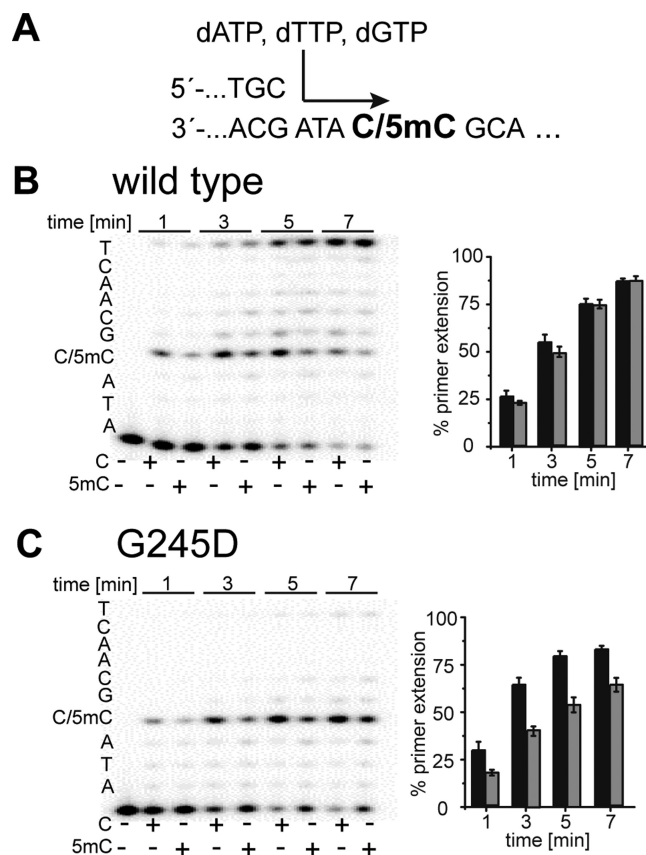 A
dATP, dTTP, dGTP
5´-...TGC
3´-...ACG ATA C/5mC GCA ...
B wild type
time [min] 1 3 5 7
T
C
A
A
C
G
C/5mC
A
T
A
C - + - + - + - + -
5mC - - + - + - + - +
% primer extension
100
75
50
25
0
1 3 5 7
time [min]
C G245D
time [min] 1 3 5 7
T
C
A
A
C
G
C/5mC
A
T
A
C - + - + - + - + -
5mC - - + - + - + - +
% primer extension
100
75
50
25
0
1 3 5 7
time [min]